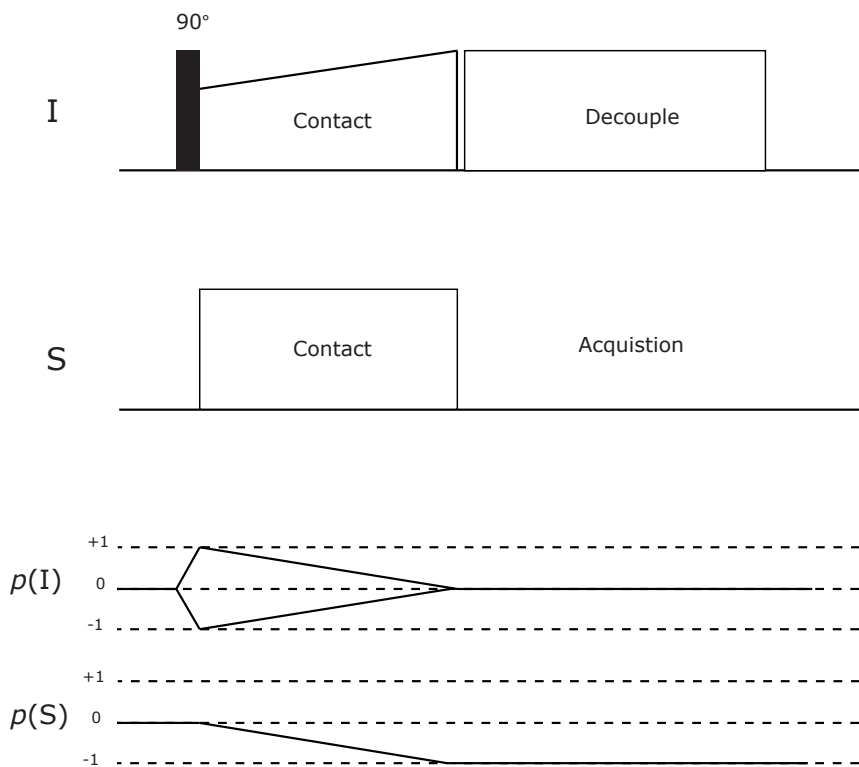 90°
I
Contact
Decouple
S
Contact
Acquistion
+1
p(I)
0
-1
+1
p(S)
0
-1